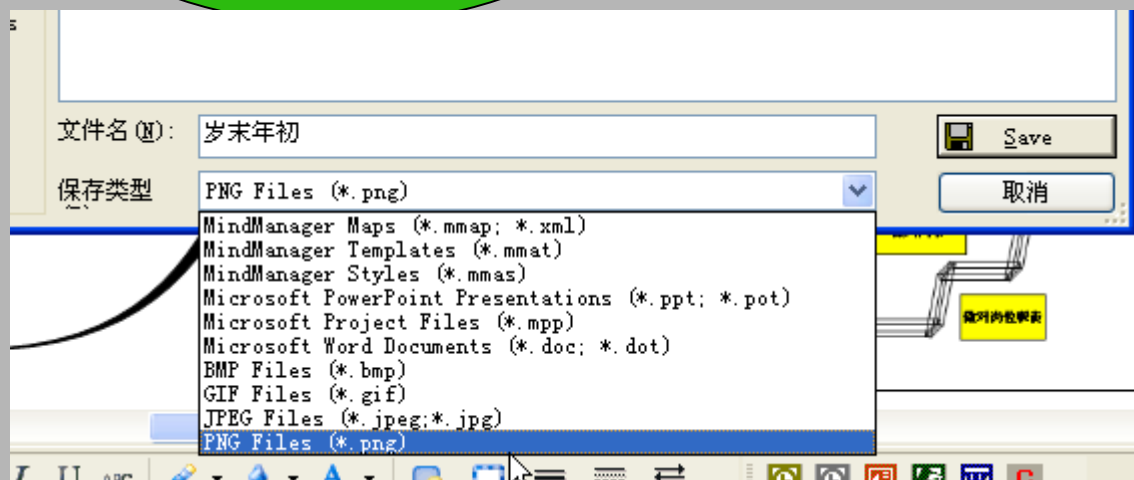 文件名(N):
岁末年初
Save
保存类型
PNG Files (*.png)
取消
MindManager Maps (*.mmap; *.xml)
MindManager Templates (*.mmat)
MindManager Styles (*.mmas)
Microsoft PowerPoint Presentations (*.ppt; *.pot)
Microsoft Project Files (*.mpp)
Microsoft Word Documents (*.doc; *.dot)
BMP Files (*.bmp)
GIF Files (*.gif)
JPEG Files (*.jpeg;*.jpg)
PNG Files (*.png)